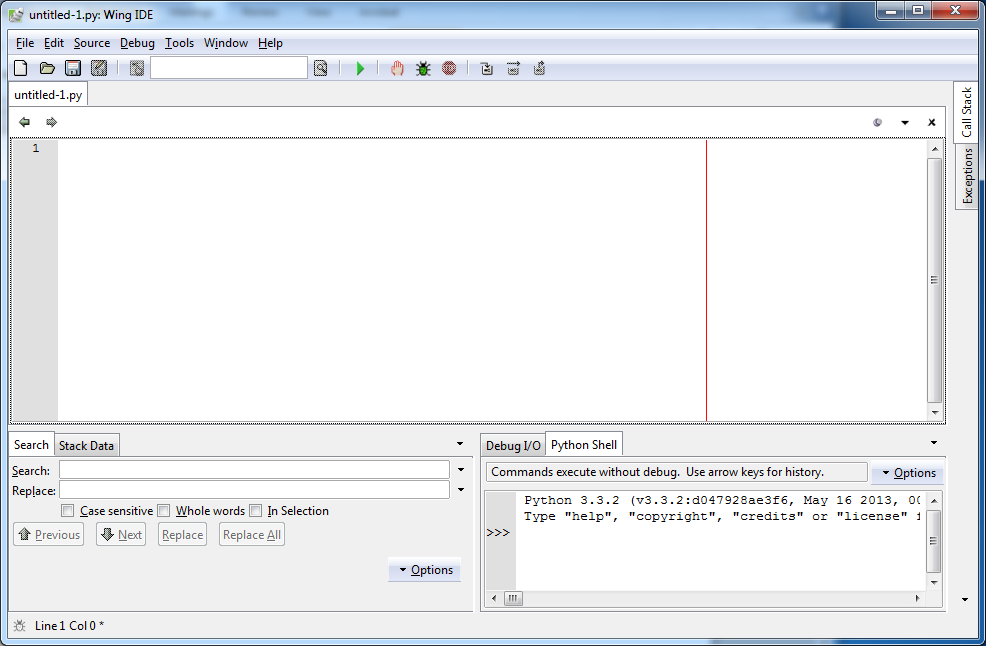 untitled-1.py: Wing IDE
File Edit Source Debug Tools Window Help
untitled-1.py
Call Stack
Exceptions
1
Search Stack Data
Search:
Replace:
Case sensitive Whole words In Selection
Previous Next Replace Replace All
Options
Debug I/O Python Shell
Commands execute without debug. Use arrow keys for history.
Options
Python 3.3.2 (v3.3.2:d047928ae3f6, May 16 2013, 00
Type "help", "copyright", "credits" or "license"
>>>
Line 1 Col 0 *